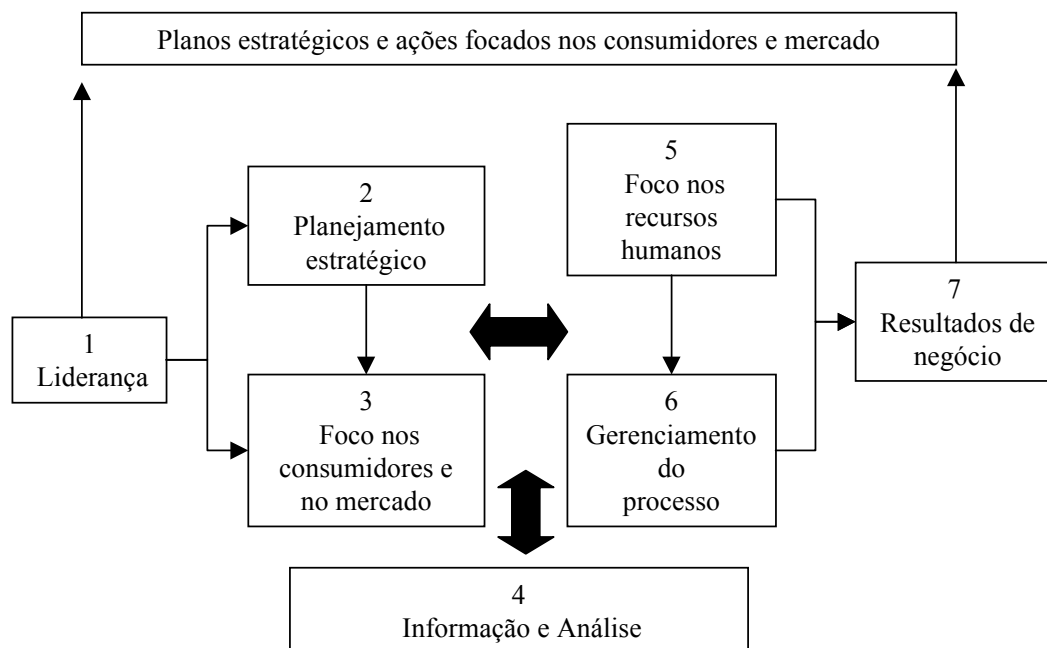 Planos estratégicos e ações focados nos consumidores e mercado
1
Liderança
2
Planejamento
estratégico
3
Foco nos
consumidores e
no mercado
4
Informação e Análise
5
Foco nos
recursos
humanos
6
Gerenciamento
do
processo
7
Resultados de
negócio